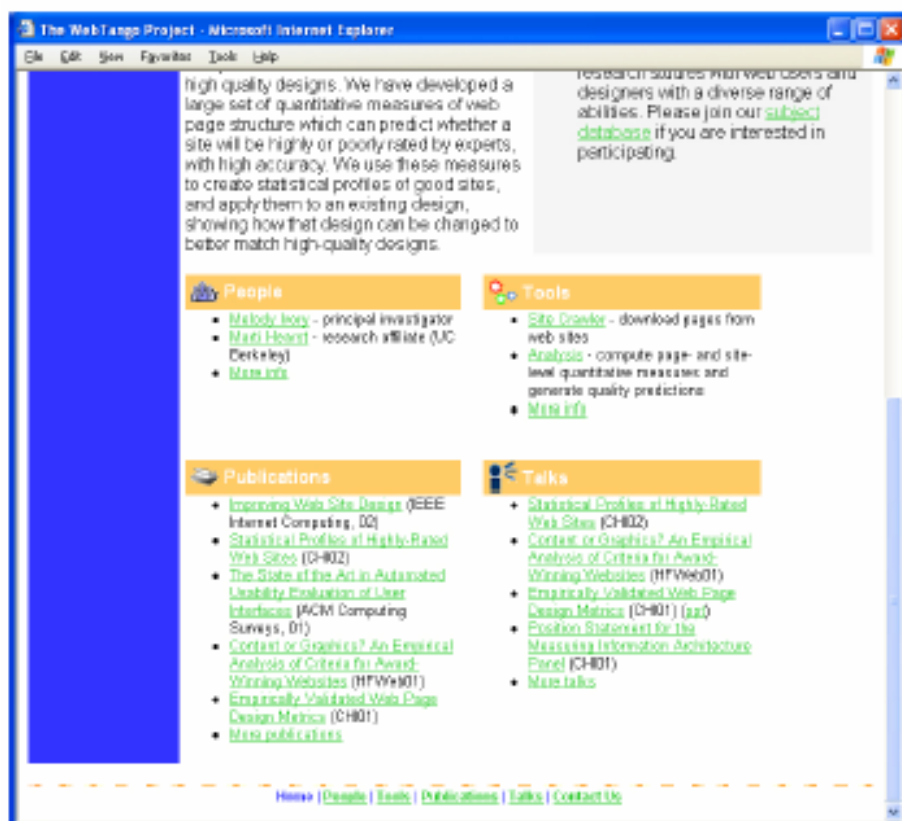 The WebTango Project - Microsoft Internet Explorer
File Edit View Favorites Tools Help
high quality designs. We have developed a
large set of quantitative measures of web
page structure which can predict whether a
site will be highly or poorly rated by experts,
with high accuracy. We use these measures
to create statistical profiles of good sites,
and apply them to an existing design,
showing how that design can be changed to
better match high-quality designs.
research studies with web users and
designers with a diverse range of
abilities. Please join our subject
database if you are interested in
participating.
People
Melody Ivory - principal investigator
Marti Hearst - research affiliate (UC
Berkeley)
More info
Tools
Site Crawler - download pages from
web sites
Analysis - compute page- and site-
level quantitative measures and
generate quality predictions
More info
Publications
Improving Web Site Design (IEEE
Internet Computing, 02)
Statistical Profiles of Highly-Rated
Web Sites (CHI02)
The State of the Art in Automated
Usability Evaluation of User
Interfaces (ACM Computing
Surveys, 01)
Content or Graphics? An Empirical
Analysis of Criteria for Award-
Winning Websites (HFWeb01)
Empirically Validated Web Page
Design Metrics (CHI01)
More publications
Talks
Statistical Profiles of Highly-Rated
Web Sites (CHI02)
Content or Graphics? An Empirical
Analysis of Criteria for Award-
Winning Websites (HFWeb01)
Empirically Validated Web Page
Design Metrics (CHI01) (ppt)
Position Statement for the
Measuring Information Architecture
Panel (CHI01)
More talks
Home | People | Tools | Publications | Talks | Contact Us